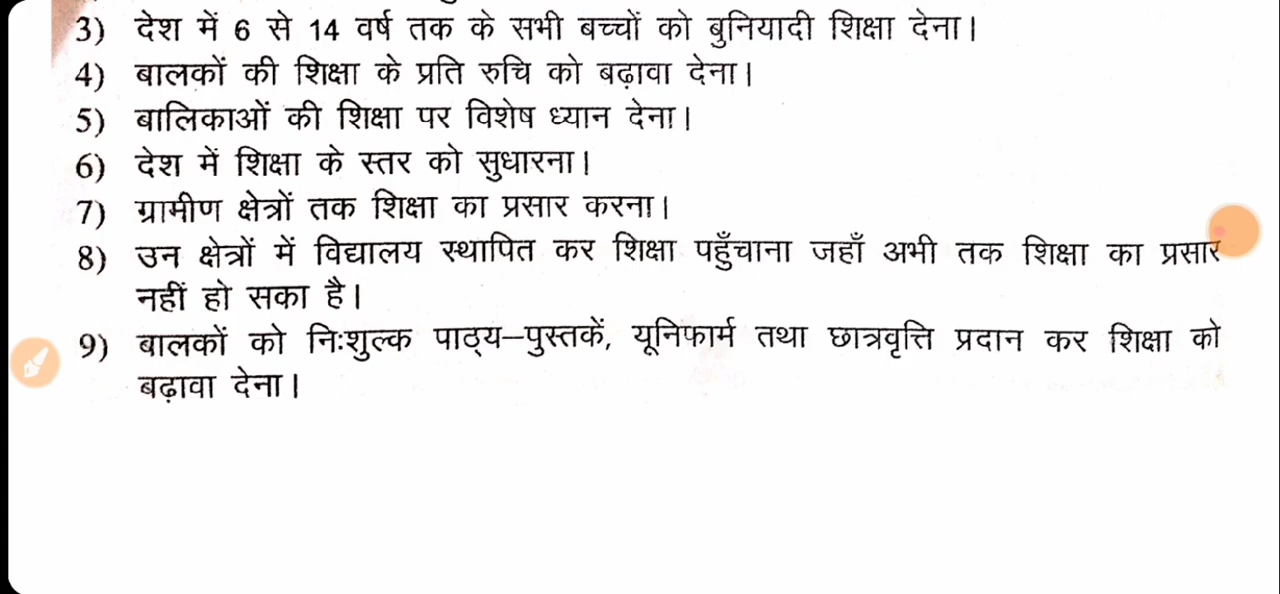 3) देश में 6 से 14 वर्ष तक के सभी बच्चों को बुनियादी शिक्षा देना।
4) बालकों की शिक्षा के प्रति रुचि को बढ़ावा देना।
5) बालिकाओं की शिक्षा पर विशेष ध्यान देना।
6) देश में शिक्षा के स्तर को सुधारना।
7) ग्रामीण क्षेत्रों तक शिक्षा का प्रसार करना।
8) उन क्षेत्रों में विद्यालय स्थापित कर शिक्षा पहुँचाना जहाँ अभी तक शिक्षा का प्रसार
नहीं हो सका है।
9) बालकों को निःशुल्क पाठ्य–पुस्तकें, यूनिफार्म तथा छात्रवृत्ति प्रदान कर शिक्षा को
बढ़ावा देना।